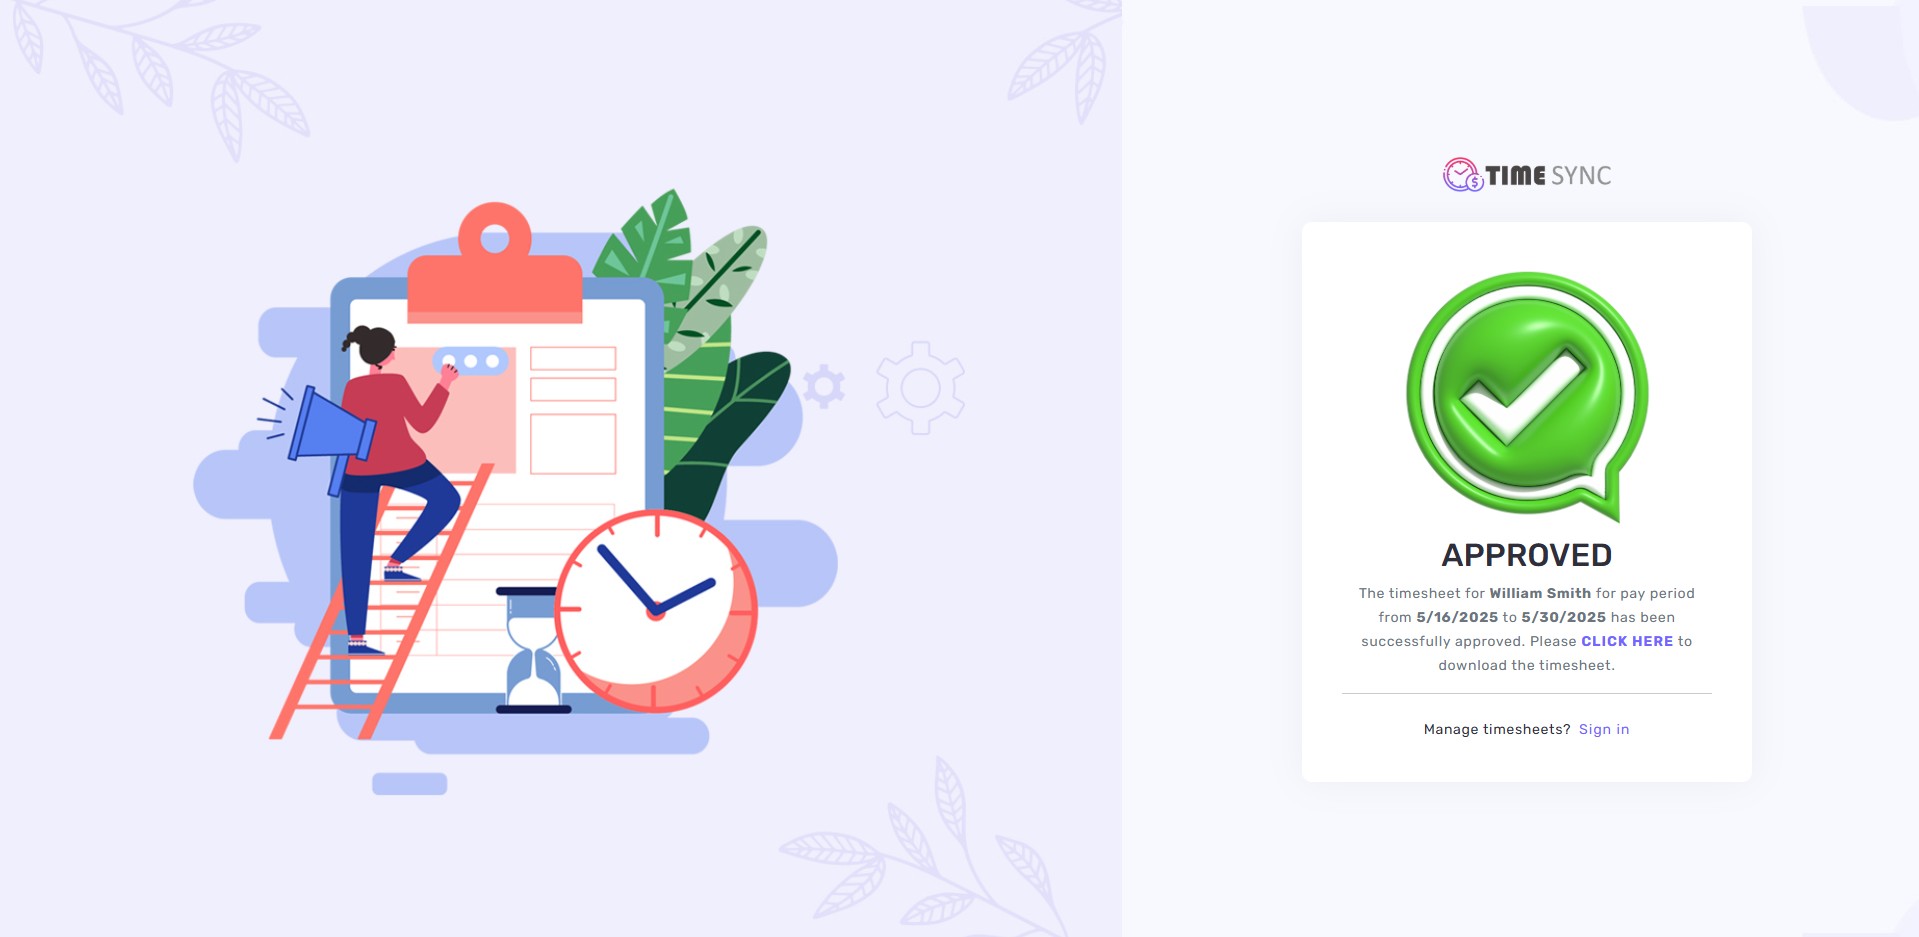 TIME SYNC
APPROVED
The timesheet for William Smith for pay period
from 5/16/2025 to 5/30/2025 has been
successfully approved. Please CLICK HERE to
download the timesheet.
Manage timesheets? Sign in